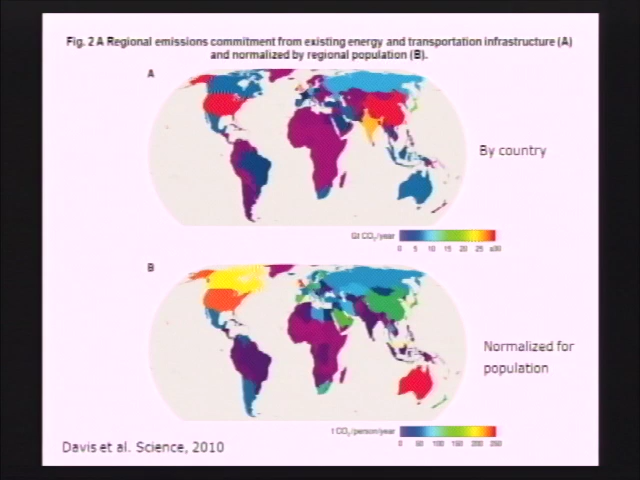 Fig. 2 A Regional emissions commitment from existing energy and transportation infrastructure (A)
and normalized by regional population (B).
A
By country
Gt CO2/year
0 5 10 15 20 25 ≥30
B
Normalized for
population
t CO2/person/year
0 50 100 150 200 250
Davis et al. Science, 2010